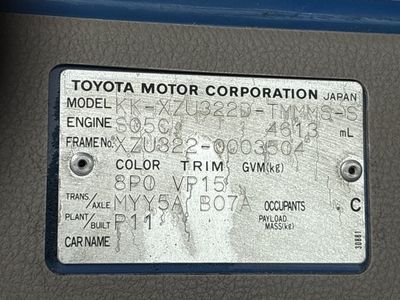 TOYOTA MOTOR CORPORATION JAPAN
MODEL KK-XZU322D-TMMMS-S
ENGINE S05C 4613 mL
FRAME No. XZU322-0003504
COLOR TRIM GVM(kg)
8P0 VP15
TRANS/AXLE MYY5A B07A OCCUPANTS C
PLANT/BUILT P11 PAYLOAD MASS(kg)
CAR NAME
30881